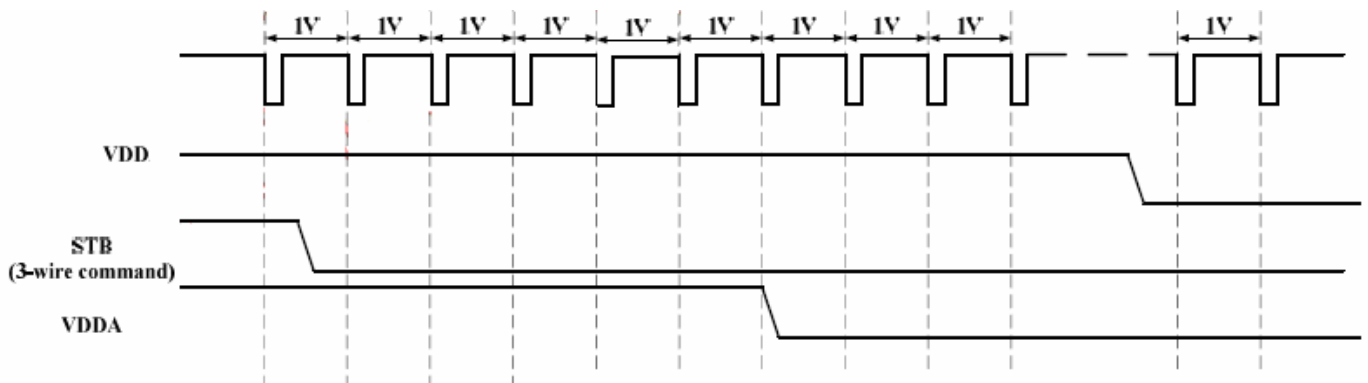 1V 1V 1V 1V 1V 1V 1V 1V 1V 1V
VDD
STB
(3-wire command)
VDDA